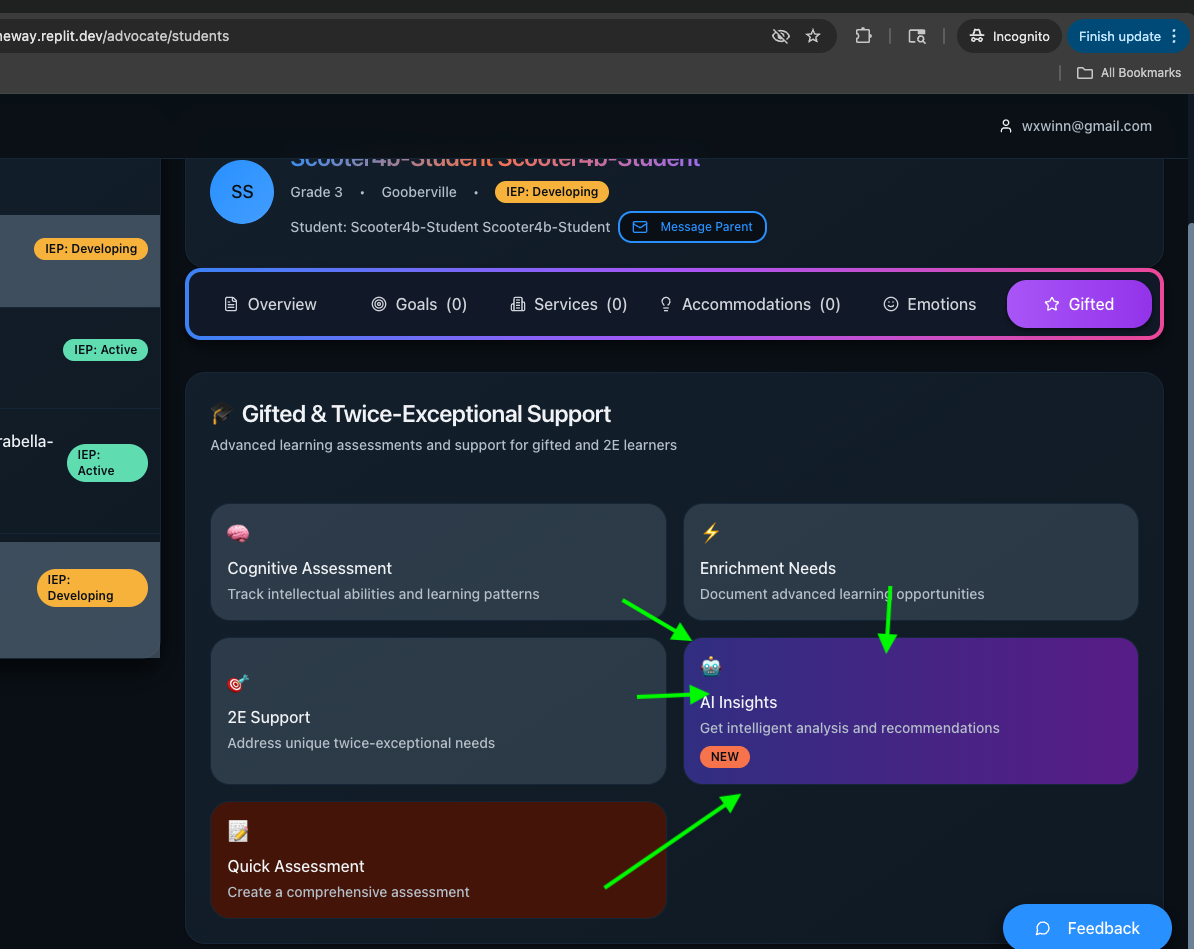 neway.replit.dev/advocate/students
Incognito
Finish update
All Bookmarks
wxwinn@gmail.com
Scooter4b-Student Scooter4b-Student
SS
Grade 3 • Gooberville • IEP: Developing
Student: Scooter4b-Student Scooter4b-Student
Message Parent
IEP: Developing
IEP: Active
rabella-
IEP:
Active
IEP:
Developing
Overview
Goals (0)
Services (0)
Accommodations (0)
Emotions
Gifted
Gifted & Twice-Exceptional Support
Advanced learning assessments and support for gifted and 2E learners
Cognitive Assessment
Track intellectual abilities and learning patterns
Enrichment Needs
Document advanced learning opportunities
2E Support
Address unique twice-exceptional needs
AI Insights
Get intelligent analysis and recommendations
NEW
Quick Assessment
Create a comprehensive assessment
Feedback